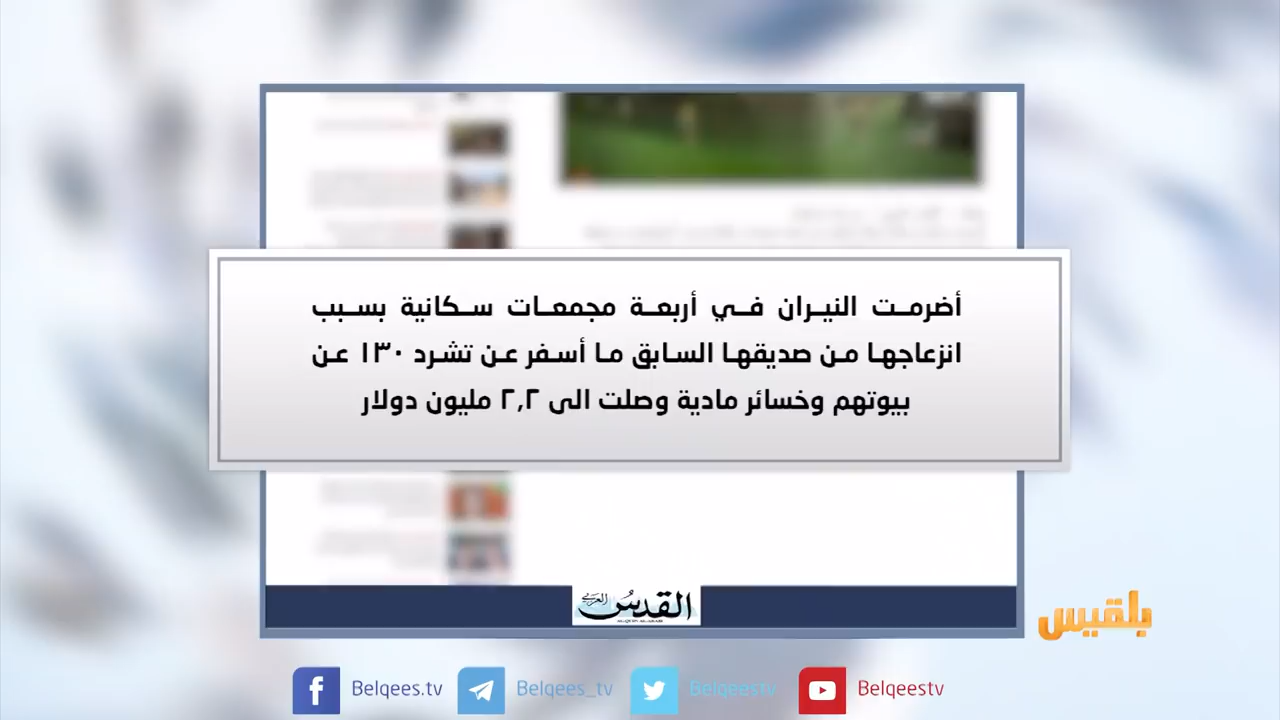 أضرمت النيران في أربعة مجمعات سكانية بسبب
انزعاجها من صديقها السابق ما أسفر عن تشرد ١٣٠ عن
بيوتهم وخسائر مادية وصلت الى ٢,٢ مليون دولار
القدس العربي
بلقيس
Belqees.tv
Belqees_tv
Belqeestv
Belqeestv